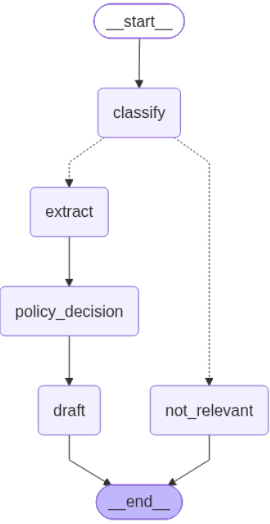 __start__
classify
extract
policy_decision
draft
not_relevant
__end__